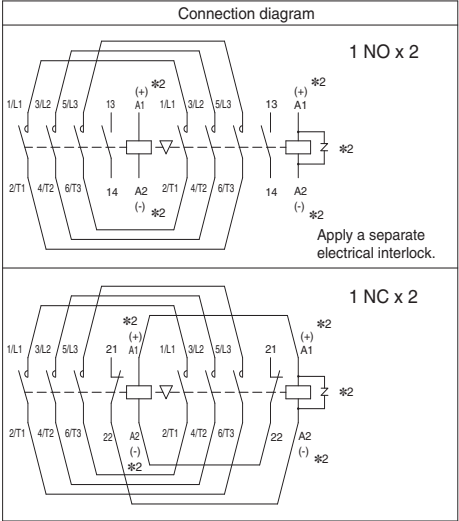 Connection diagram
1 NO x 2
✻2 ✻2
(+) (+)
1/L1 3/L2 5/L3 13 A1 1/L1 3/L2 5/L3 13 A1
✻2
2/T1 4/T2 6/T3 14 A2 2/T1 4/T2 6/T3 14 A2
(-) (-)
✻2 ✻2
Apply a separate
electrical interlock.
1 NC x 2
✻2 ✻2
(+) (+)
1/L1 3/L2 5/L3 21 A1 1/L1 3/L2 5/L3 21 A1
✻2
2/T1 4/T2 6/T3 22 A2 2/T1 4/T2 6/T3 22 A2
(-) (-)
✻2 ✻2